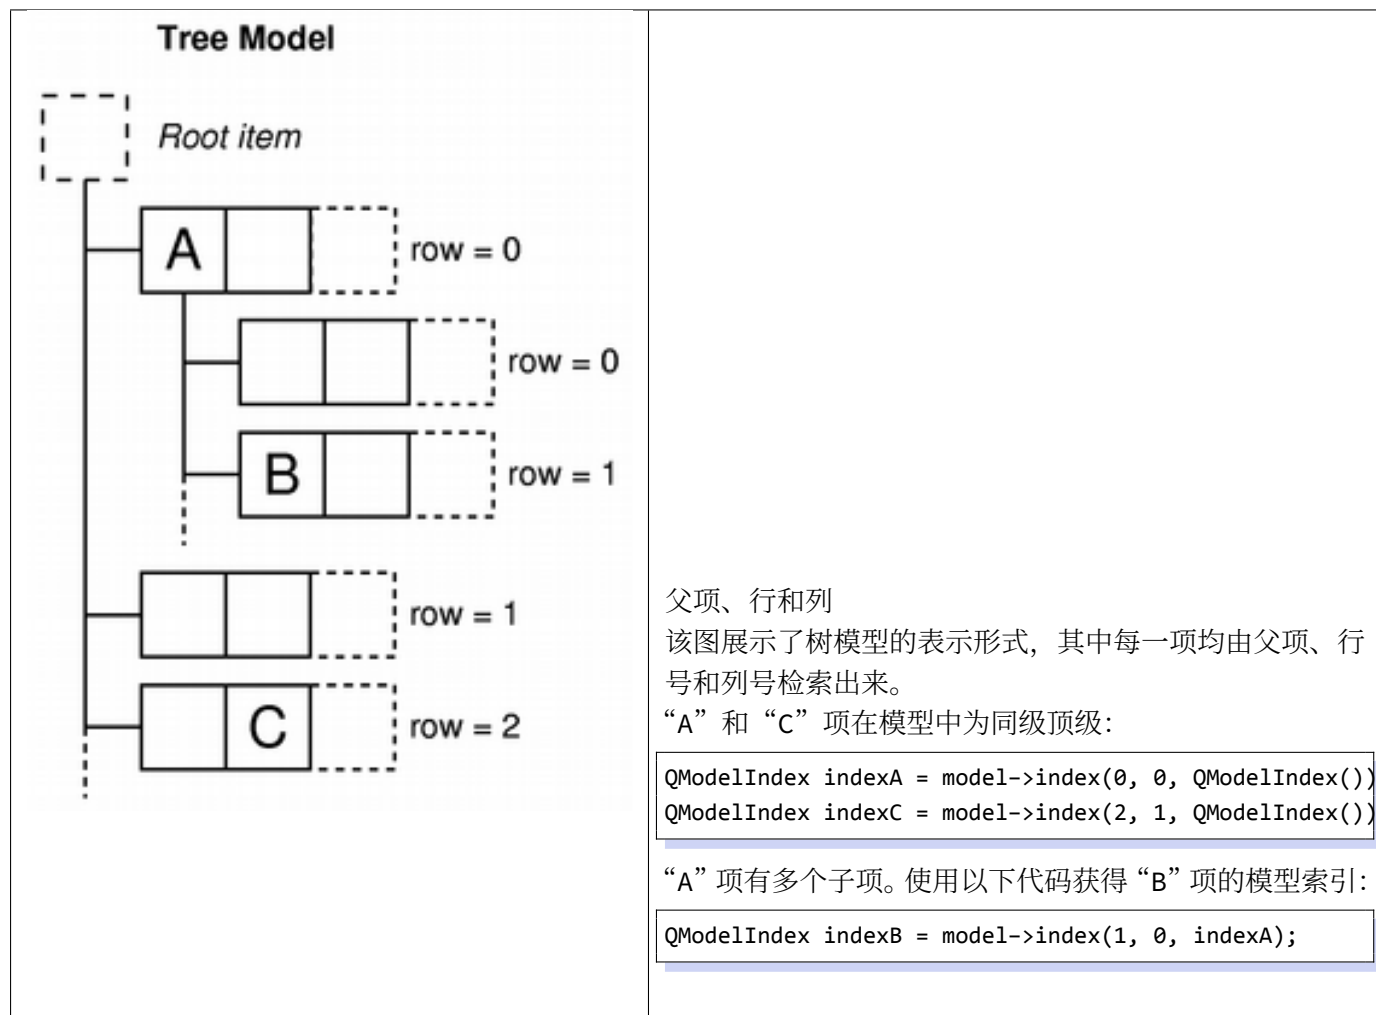 Tree Model
Root item
A
row = 0
row = 0
B
row = 1
row = 1
C
row = 2
父项、行和列
该图展示了树模型的表示形式，其中每一项均由父项、行
号和列号检索出来。
“A”和“C”项在模型中为同级顶级：
QModelIndex indexA = model->index(0, 0, QModelIndex())
QModelIndex indexC = model->index(2, 1, QModelIndex())
“A”项有多个子项。使用以下代码获得“B”项的模型索引：
QModelIndex indexB = model->index(1, 0, indexA);